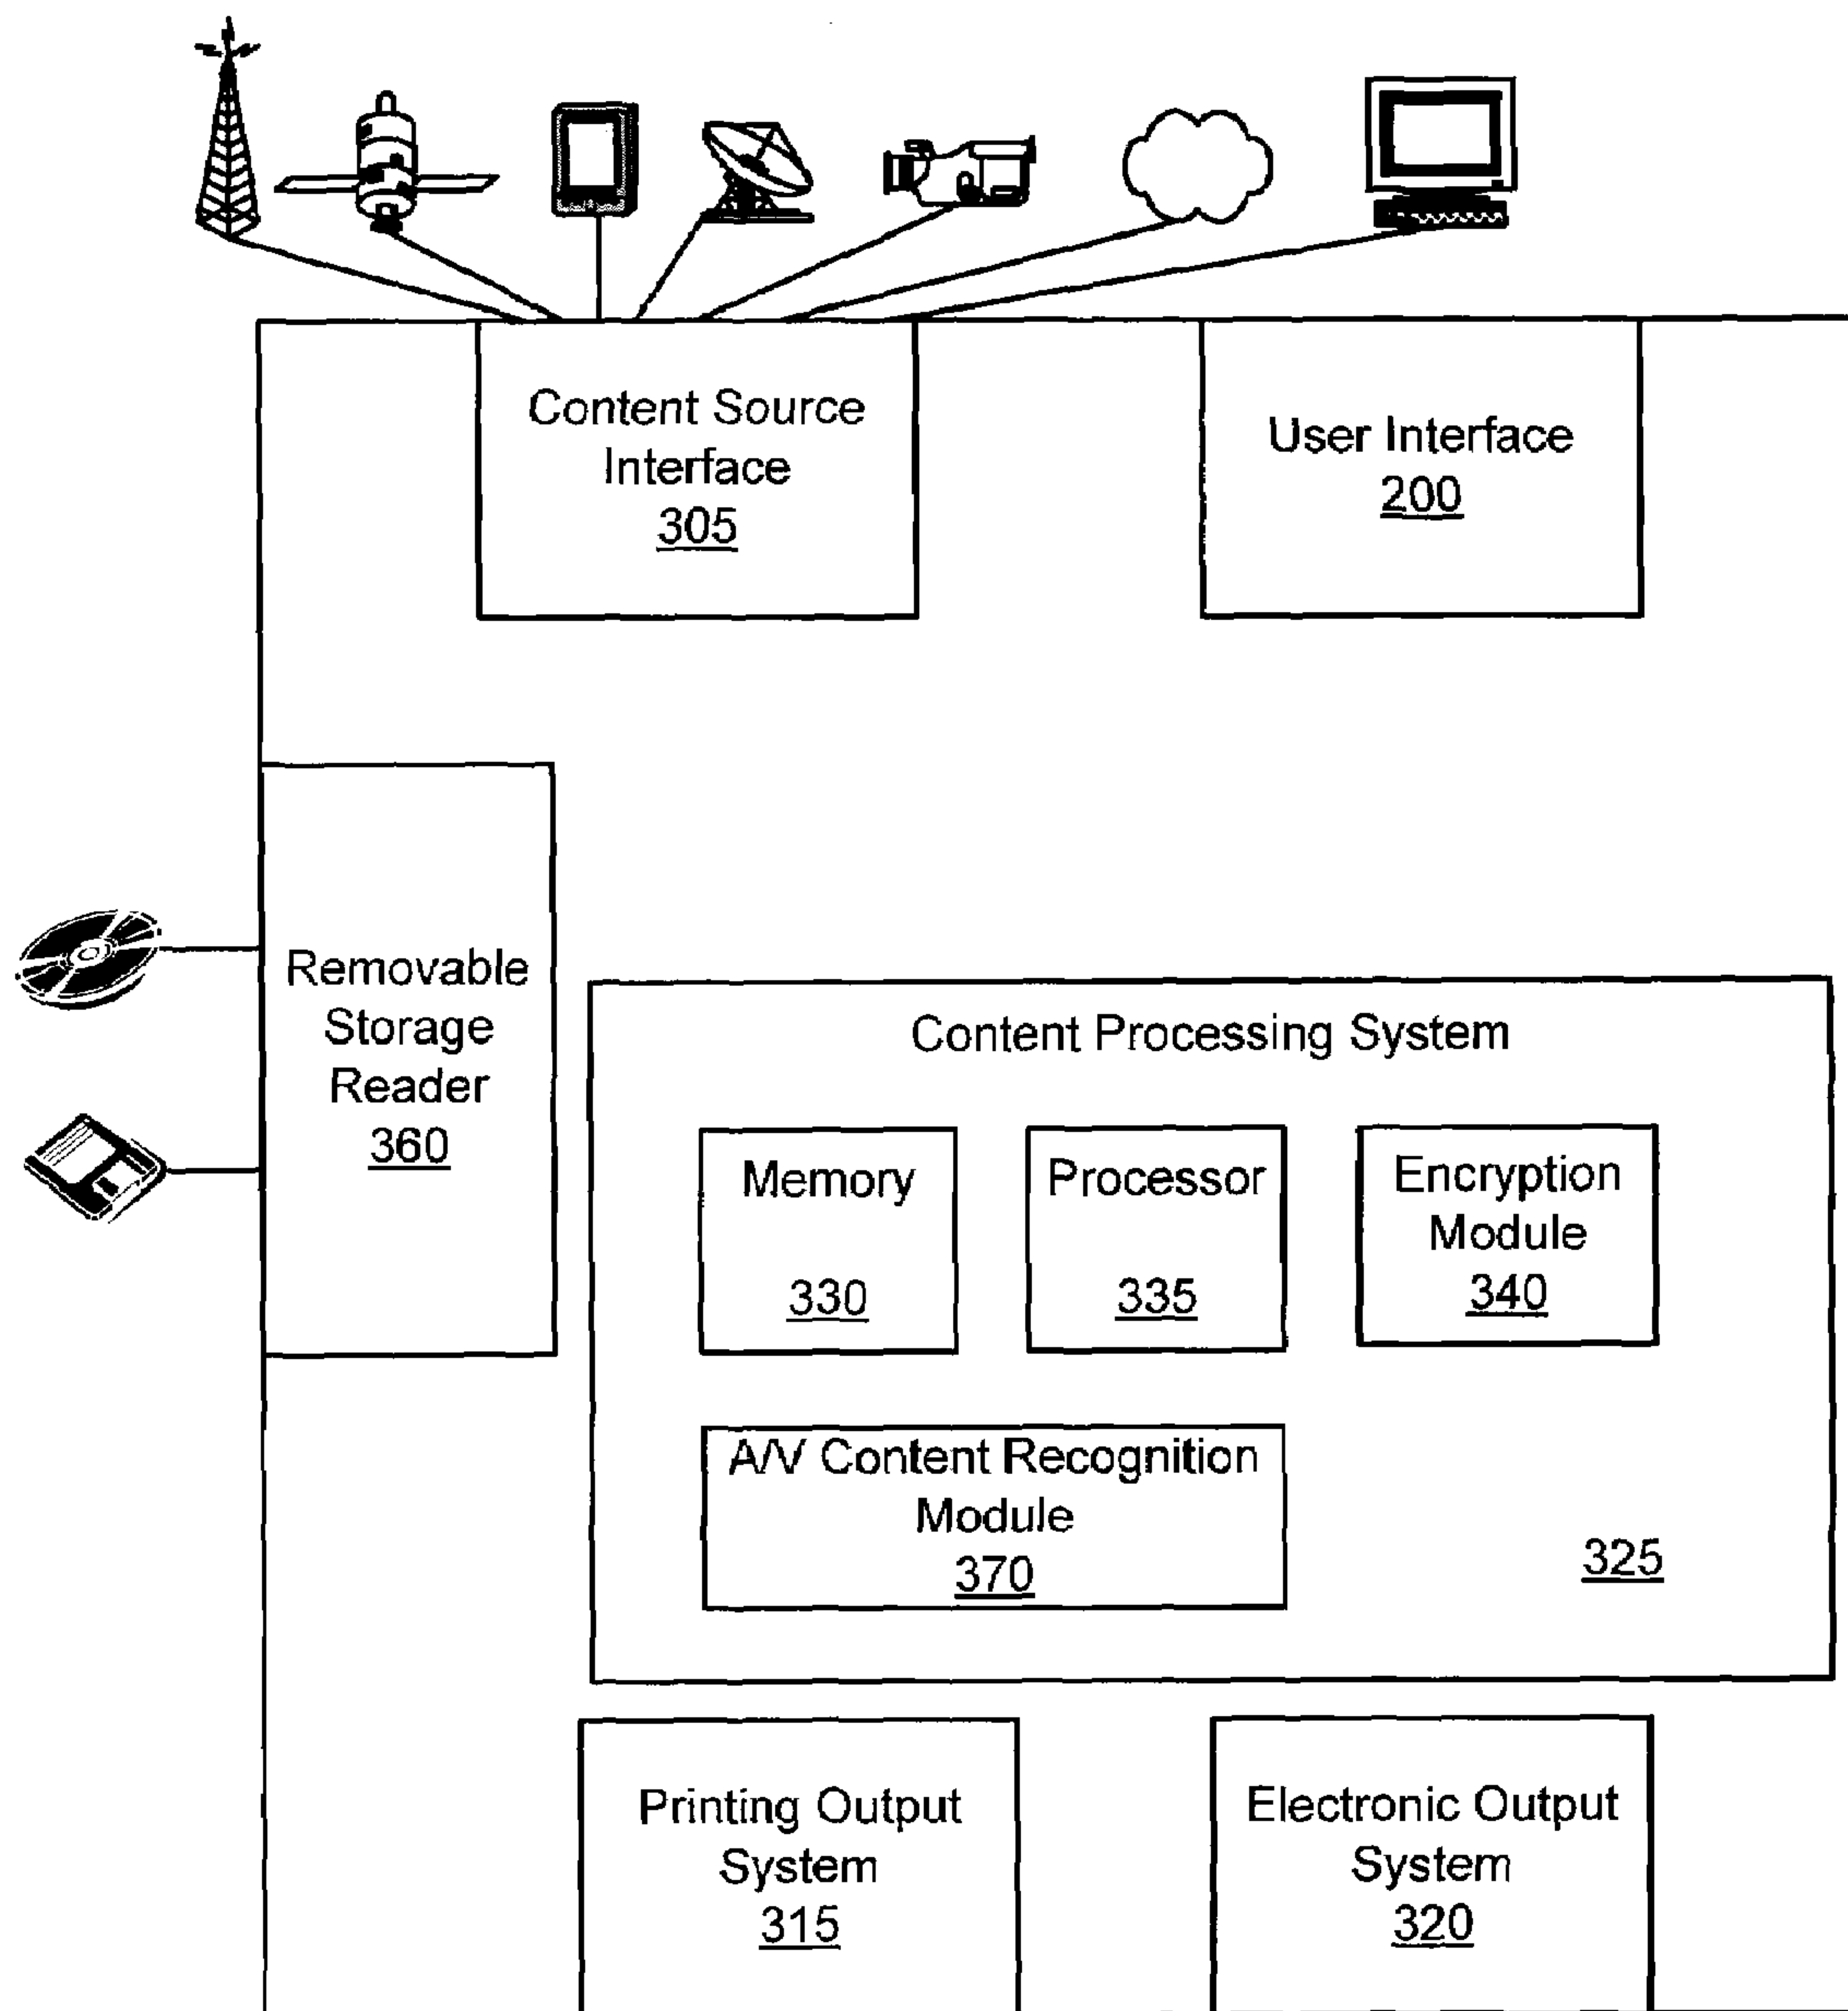 Content Source
Interface
305
User Interface
200
Removable
Storage
Reader
360
Content Processing System
Memory
330
Processor
335
Encryption
Module
340
A/V Content Recognition
Module
370
325
Printing Output
System
315
Electronic Output
System
320